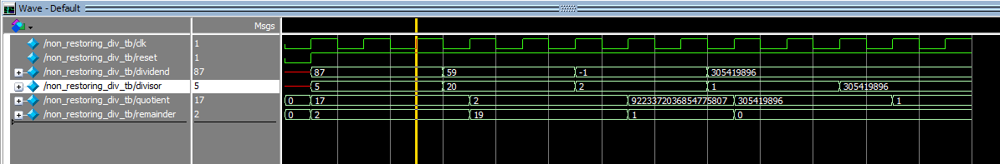 Wave - Default
Msgs
/non_restoring_div_tb/clk 1
/non_restoring_div_tb/reset 1
/non_restoring_div_tb/dividend 87 87 59 -1 305419896
/non_restoring_div_tb/divisor 5 5 20 2 1 305419896
/non_restoring_div_tb/quotient 17 0 17 2 9223372036854775807 305419896 1
/non_restoring_div_tb/remainder 2 0 2 19 1 0